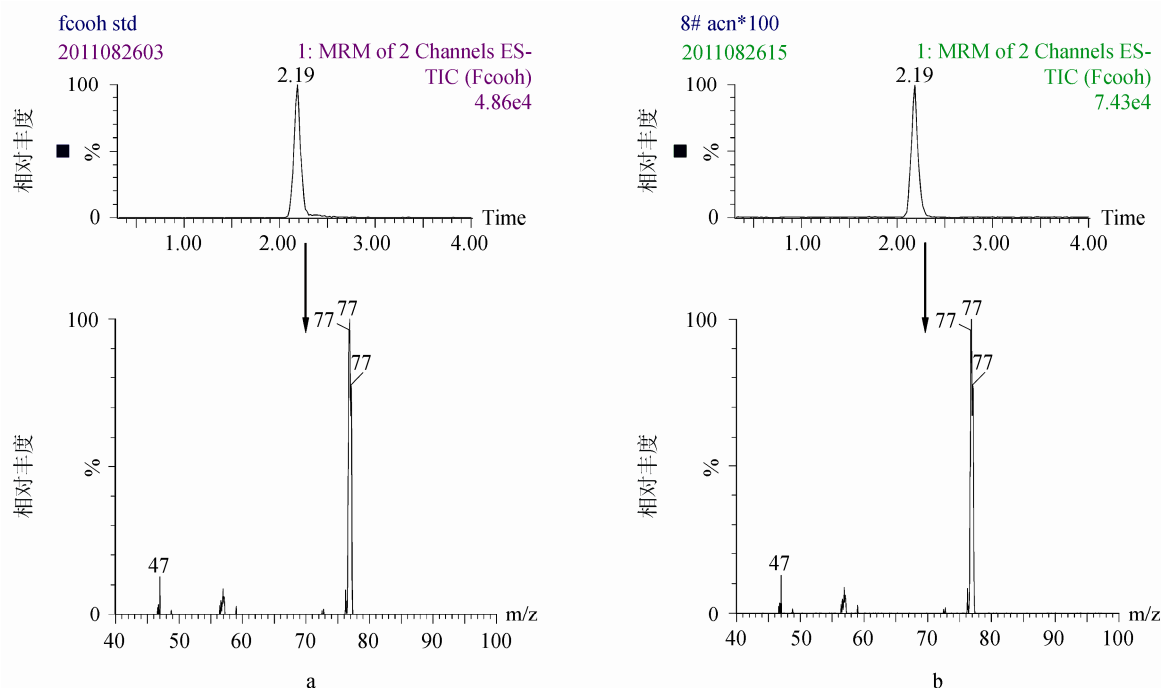 fcooh std
2011082603
1: MRM of 2 Channels ES-
TIC (Fcooh)
4.86e4
2.19
100
%
0
相对丰度
Time
1.00 2.00 3.00 4.00
77
77
77
100
%
47
0
相对丰度
m/z
40 50 60 70 80 90 100
a
8# acn*100
2011082615
1: MRM of 2 Channels ES-
TIC (Fcooh)
7.43e4
2.19
100
%
0
相对丰度
Time
1.00 2.00 3.00 4.00
77
77
77
100
%
47
0
相对丰度
m/z
40 50 60 70 80 90 100
b